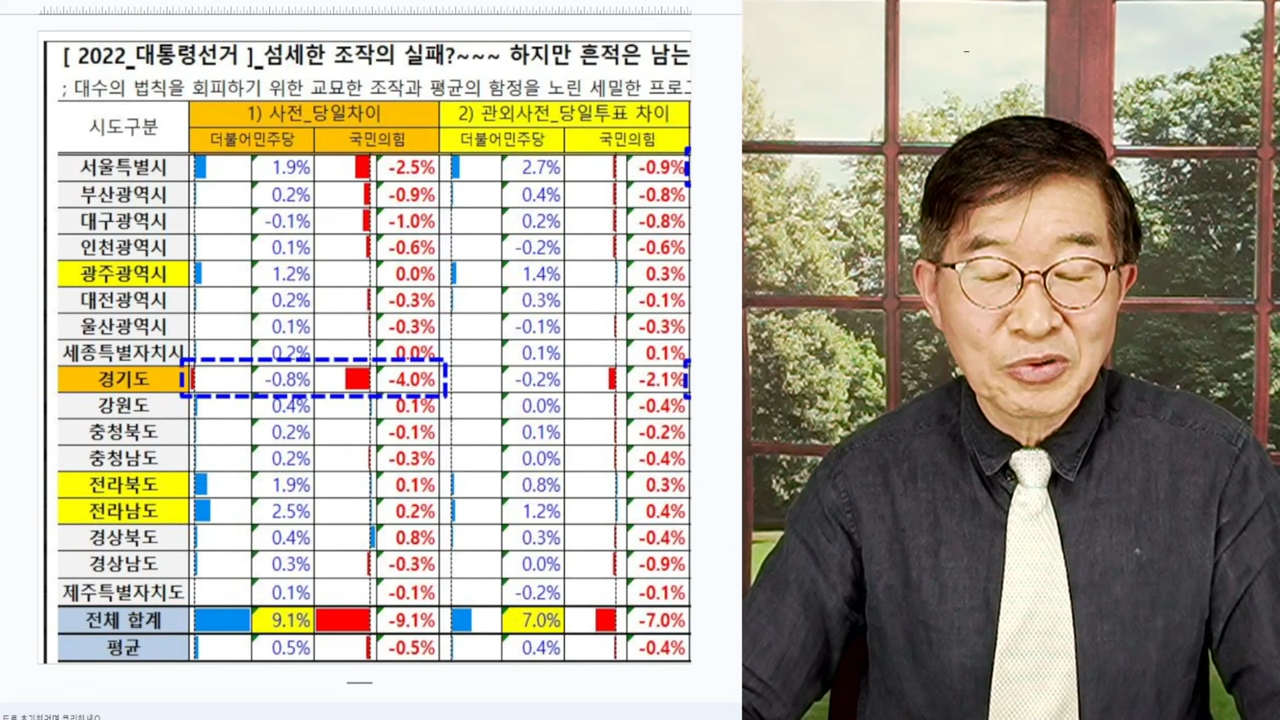 [ 2022_대통령선거 ]_섬세한 조작의 실패?~~~ 하지만 흔적은 남는
; 대수의 법칙을 회피하기 위한 교묘한 조작과 평균의 함정을 노린 세밀한 프로그
시도구분 1) 사전_당일차이 2) 관외사전_당일투표 차이
더불어민주당 국민의힘 더불어민주당 국민의힘
서울특별시 1.9% -2.5% 2.7% -0.9%
부산광역시 0.2% -0.9% 0.4% -0.8%
대구광역시 -0.1% -1.0% 0.2% -0.8%
인천광역시 0.1% -0.6% -0.2% -0.6%
광주광역시 1.2% 0.0% 1.4% 0.3%
대전광역시 0.2% -0.3% 0.3% -0.1%
울산광역시 0.1% -0.3% -0.1% -0.3%
세종특별자치시 0.2% 0.0% 0.1% 0.1%
경기도 -0.8% -4.0% -0.2% -2.1%
강원도 0.4% 0.1% 0.0% -0.4%
충청북도 0.2% -0.1% 0.1% -0.2%
충청남도 0.2% -0.3% 0.0% -0.4%
전라북도 1.9% 0.1% 0.8% 0.3%
전라남도 2.5% 0.2% 1.2% 0.4%
경상북도 0.4% 0.8% 0.3% -0.4%
경상남도 0.3% -0.3% 0.0% -0.9%
제주특별자치도 0.1% -0.1% -0.2% -0.1%
전체 합계 9.1% -9.1% 7.0% -7.0%
평균 0.5% -0.5% 0.4% -0.4%